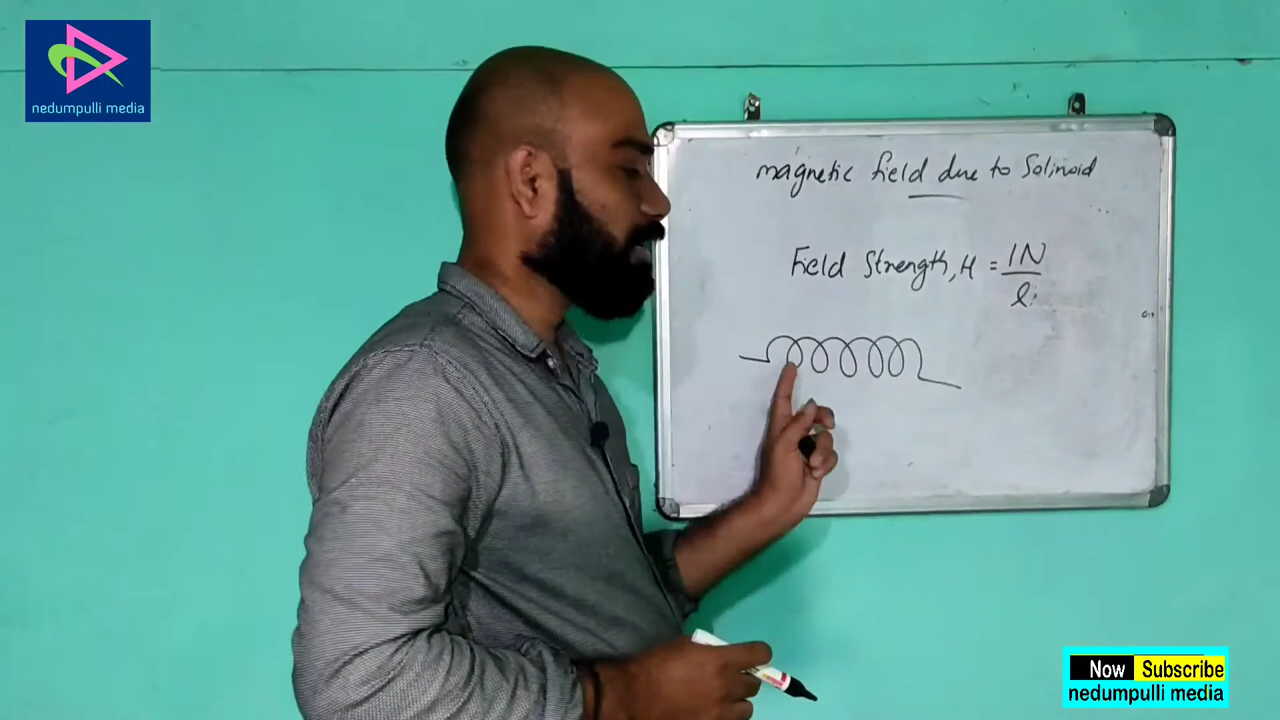 nedumpulli media
magnetic field due to Solinoid
Field Strength, H = IN
l
Now Subscribe
nedumpulli media